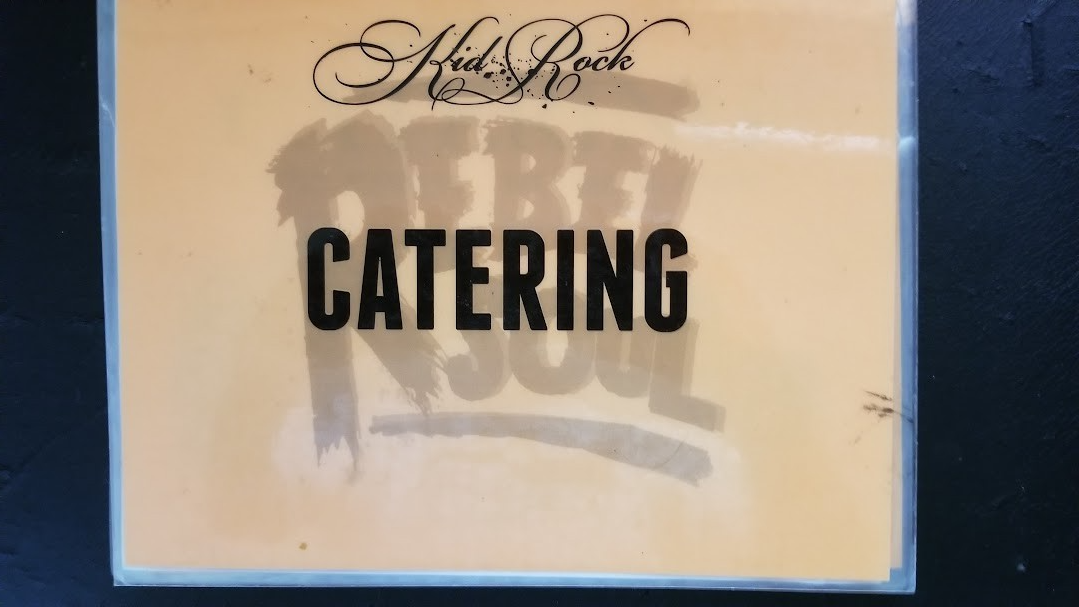 Kid Rock
REBEL
CATERING
SOUL